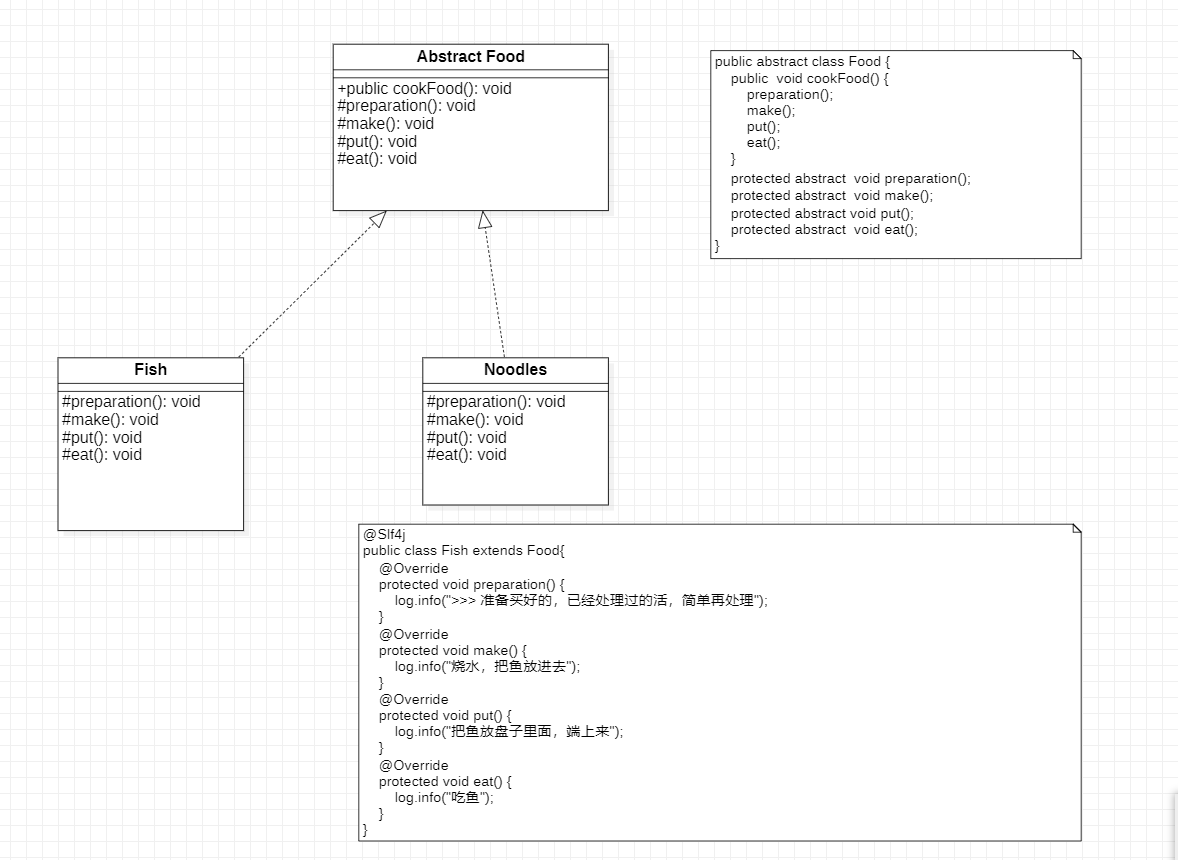 Abstract Food
+public cookFood(): void
#preparation(): void
#make(): void
#put(): void
#eat(): void
public abstract class Food {
public  void cookFood() {
preparation();
make();
put();
eat();
}
protected abstract  void preparation();
protected abstract  void make();
protected abstract void put();
protected abstract  void eat();
}
Fish
#preparation(): void
#make(): void
#put(): void
#eat(): void
Noodles
#preparation(): void
#make(): void
#put(): void
#eat(): void
@Slf4j
public class Fish extends Food{
@Override
protected void preparation() {
log.info(">>> 准备买好的，已经处理过的活，简单再处理");
}
@Override
protected void make() {
log.info("烧水，把鱼放进去");
}
@Override
protected void put() {
log.info("把鱼放盘子里面，端上来");
}
@Override
protected void eat() {
log.info("吃鱼");
}
}